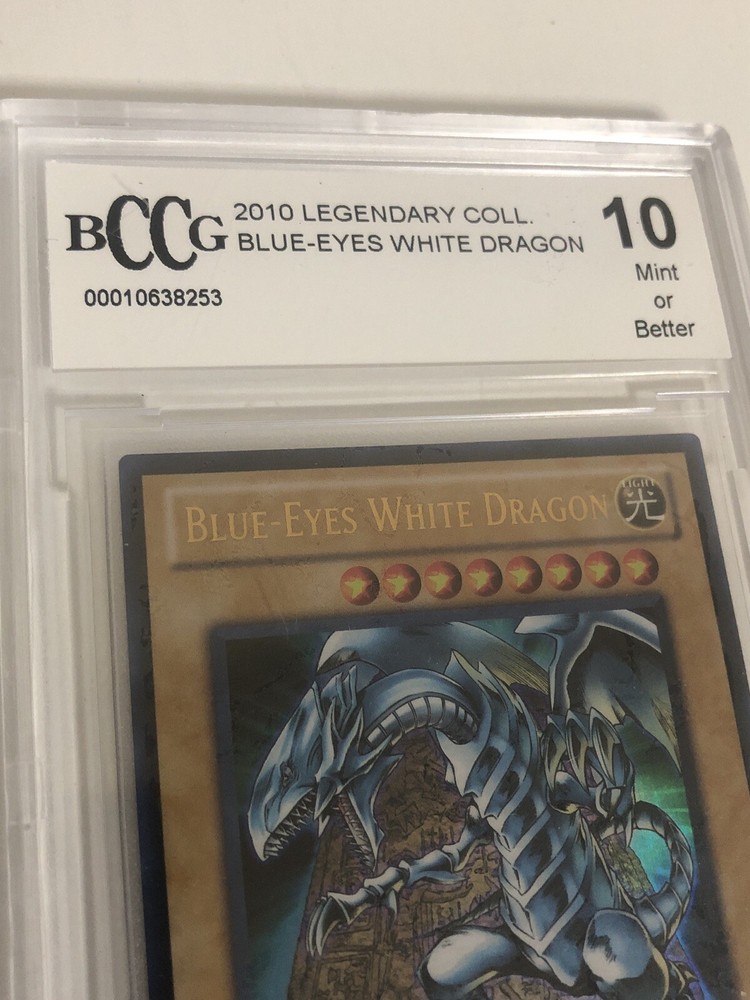 BCCG
2010 LEGENDARY COLL.
BLUE-EYES WHITE DRAGON
00010638253
10
Mint
or
Better
BLUE-EYES WHITE DRAGON
LIGHT
光